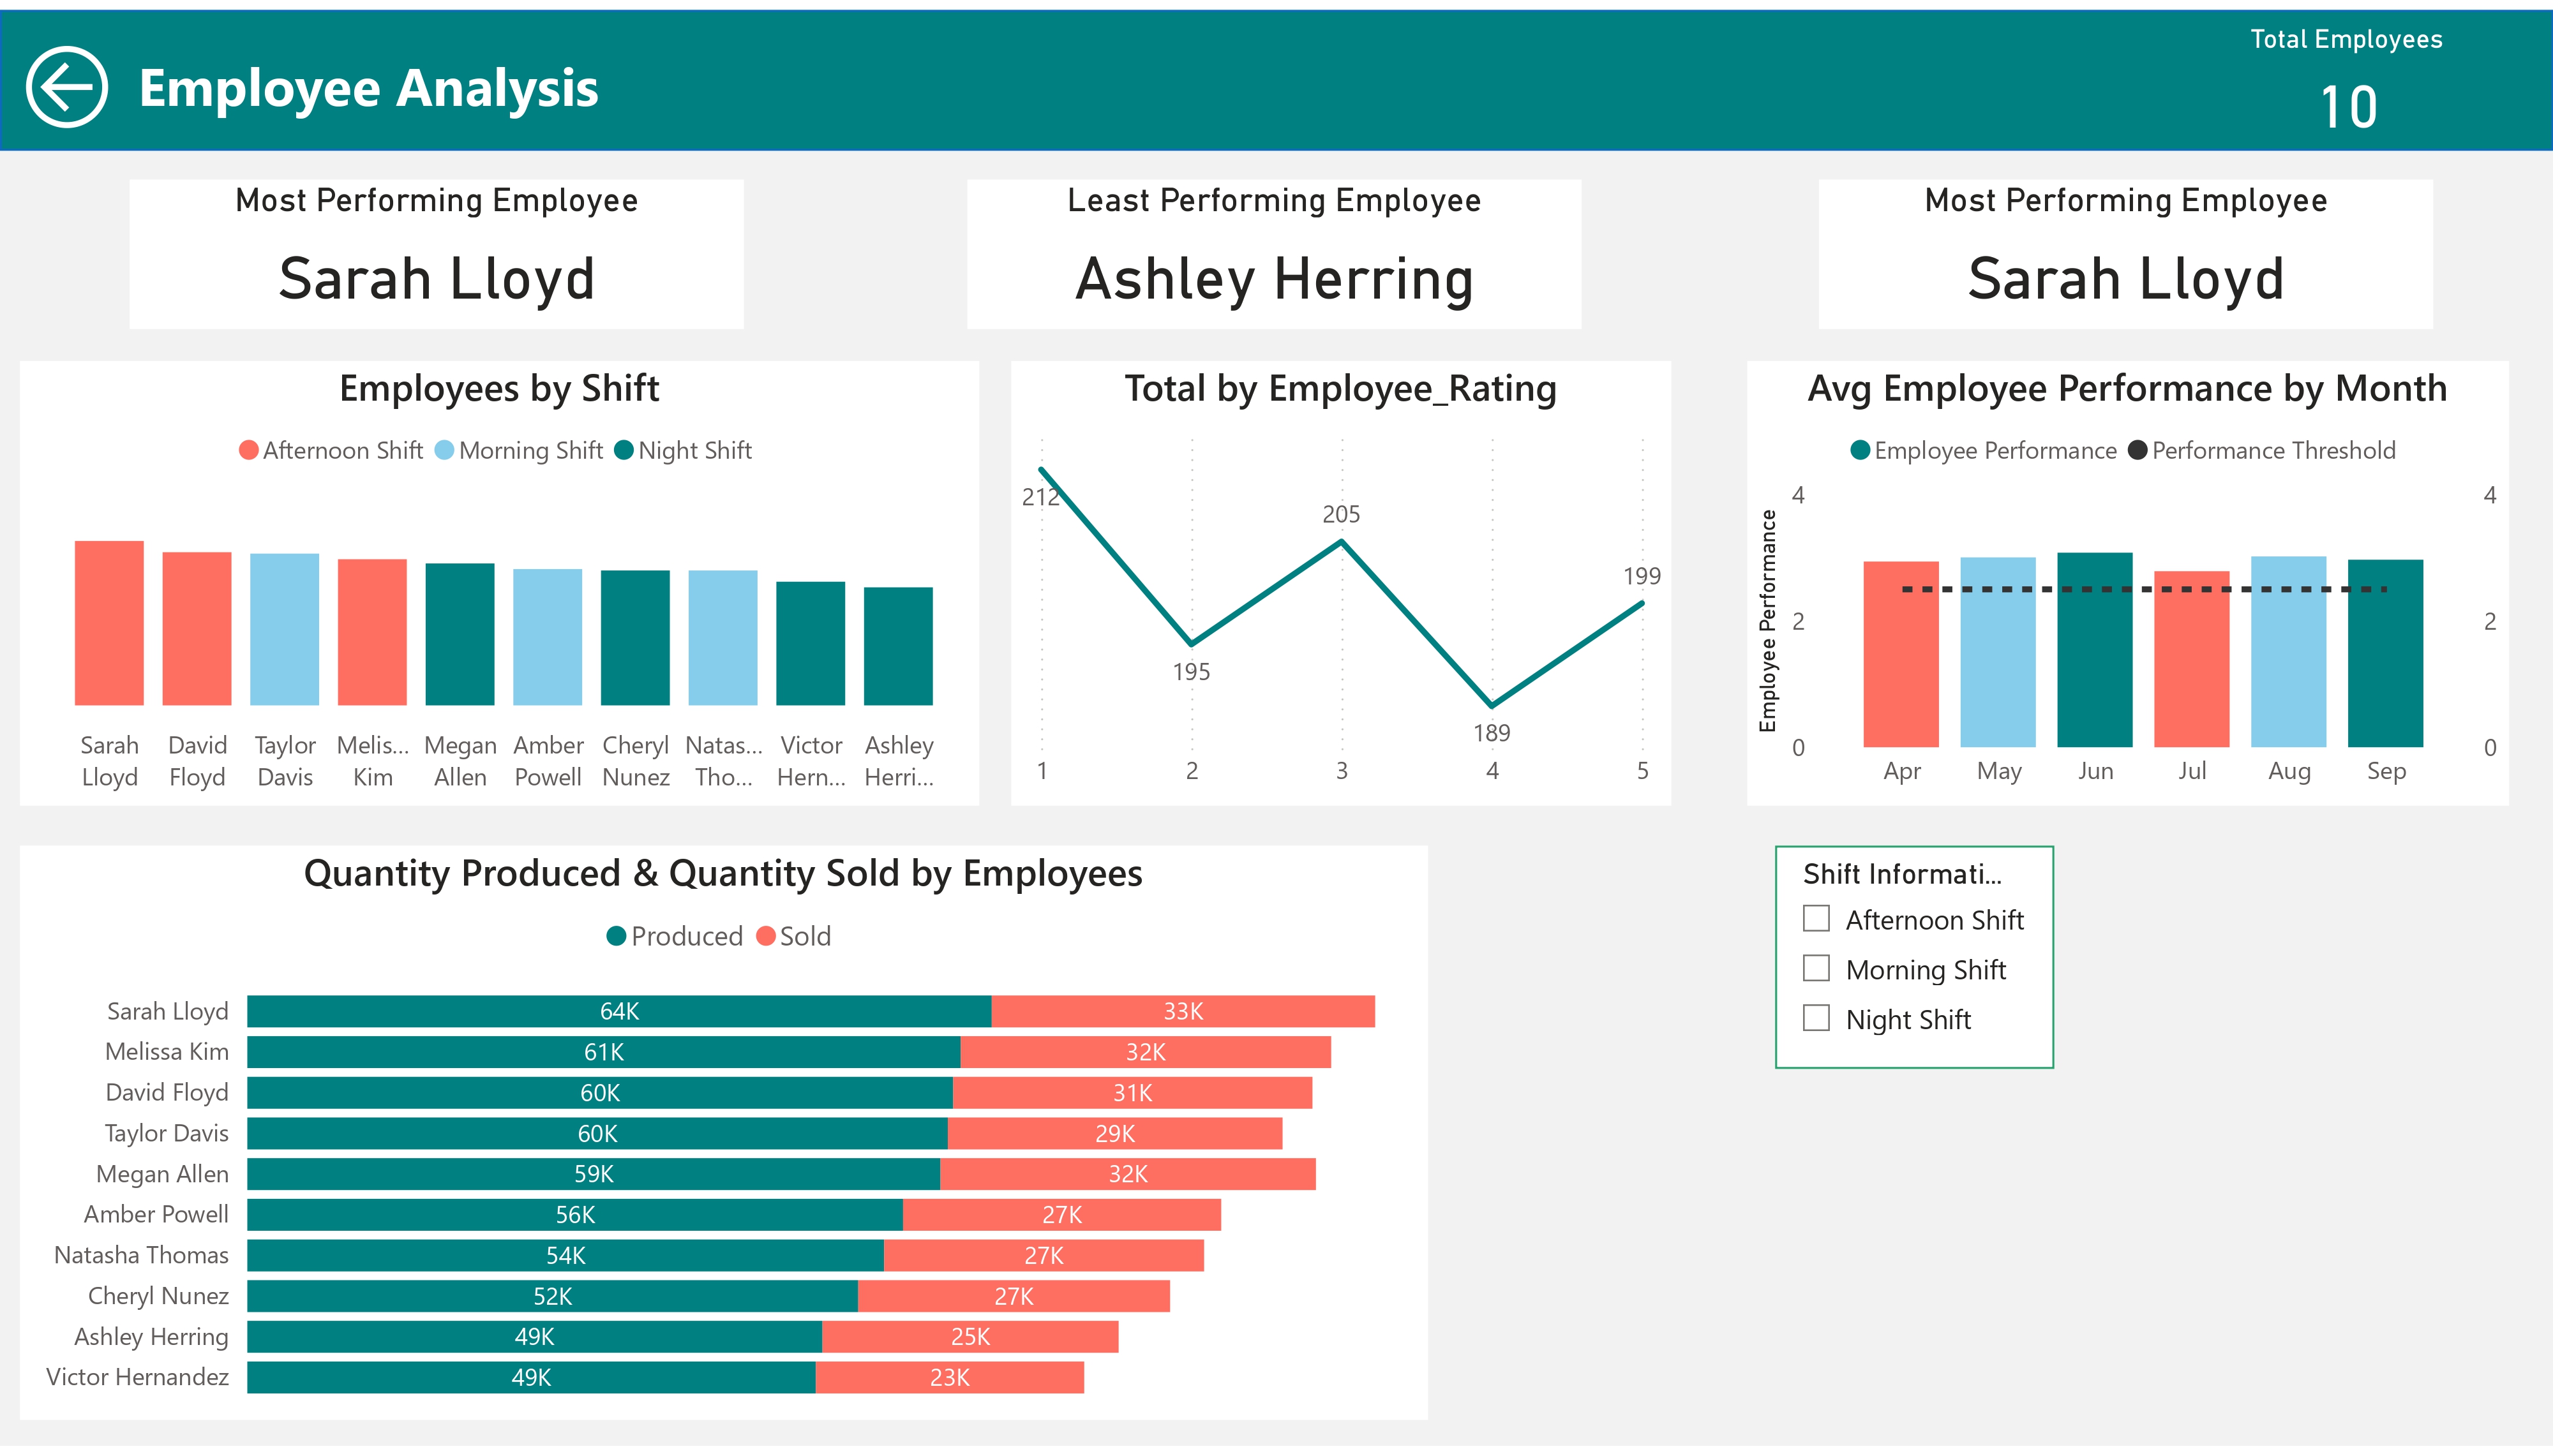 Employee Analysis
Total Employees
10
Most Performing Employee
Sarah Lloyd
Least Performing Employee
Ashley Herring
Most Performing Employee
Sarah Lloyd
Employees by Shift
Afternoon Shift Morning Shift Night Shift
Sarah Lloyd
David Floyd
Taylor Davis
Melis... Kim
Megan Allen
Amber Powell
Cheryl Nunez
Natas... Tho...
Victor Hern...
Ashley Herri...
Total by Employee_Rating
212
195
205
189
199
1 2 3 4 5
Avg Employee Performance by Month
Employee Performance Performance Threshold
Employee Performance
4 4
2 2
0 0
Apr May Jun Jul Aug Sep
Quantity Produced & Quantity Sold by Employees
Produced Sold
Sarah Lloyd 64K 33K
Melissa Kim 61K 32K
David Floyd 60K 31K
Taylor Davis 60K 29K
Megan Allen 59K 32K
Amber Powell 56K 27K
Natasha Thomas 54K 27K
Cheryl Nunez 52K 27K
Ashley Herring 49K 25K
Victor Hernandez 49K 23K
Shift Informati...
Afternoon Shift
Morning Shift
Night Shift